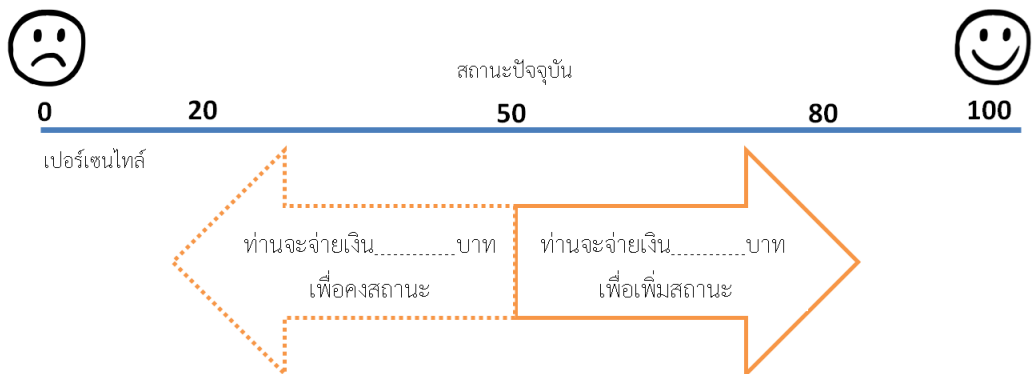 สถานะปัจจุบัน
0 20 50 80 100
เปอร์เซนไทล์
ท่านจะจ่ายเงิน............บาท
เพื่อคงสถานะ
ท่านจะจ่ายเงิน............บาท
เพื่อเพิ่มสถานะ